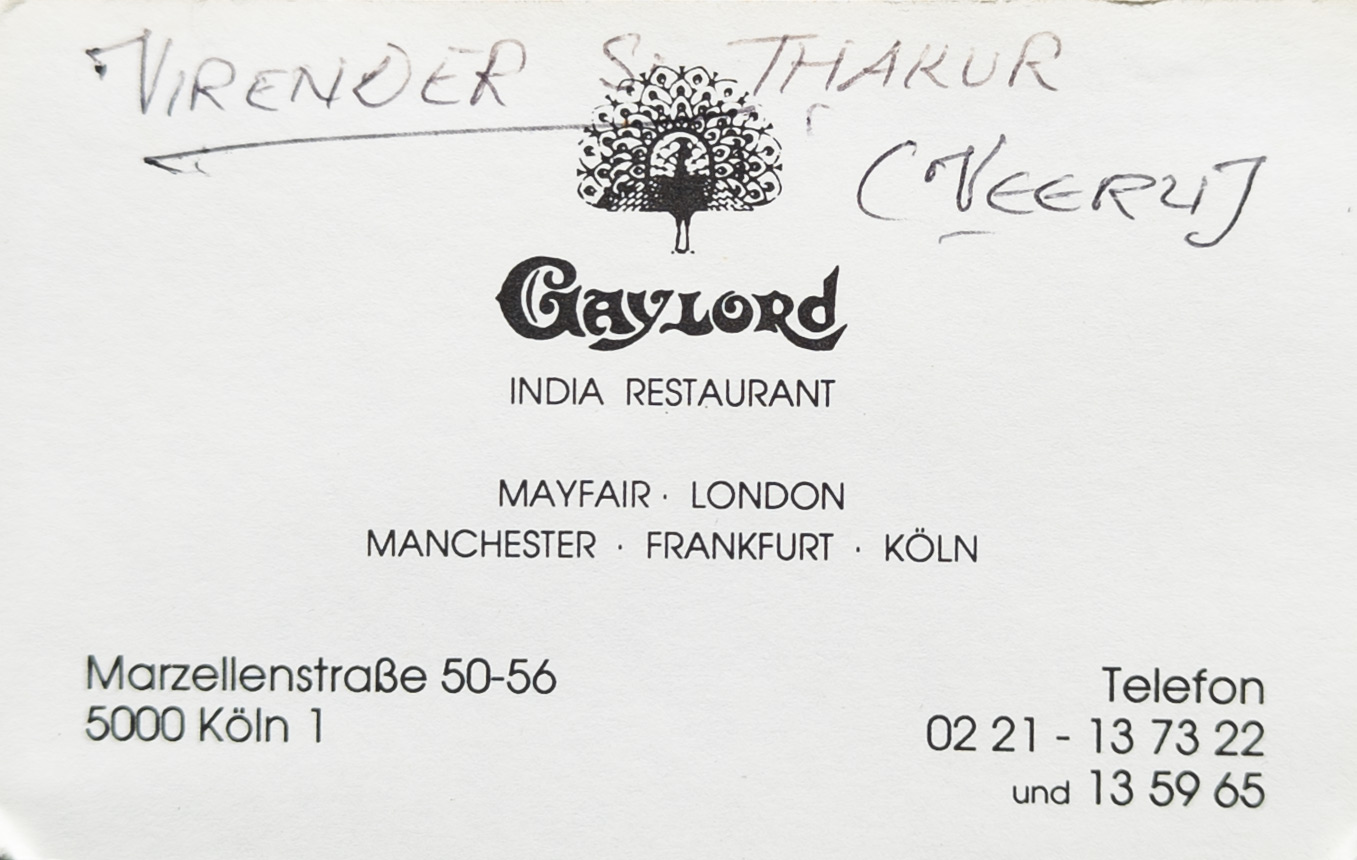 VIRENDER S. THAKUR
(VEERU)
GAYLORD
INDIA RESTAURANT
MAYFAIR · LONDON
MANCHESTER · FRANKFURT · KÖLN
Marzellenstraße 50-56
5000 Köln 1
Telefon
02 21 - 13 73 22
und 13 59 65